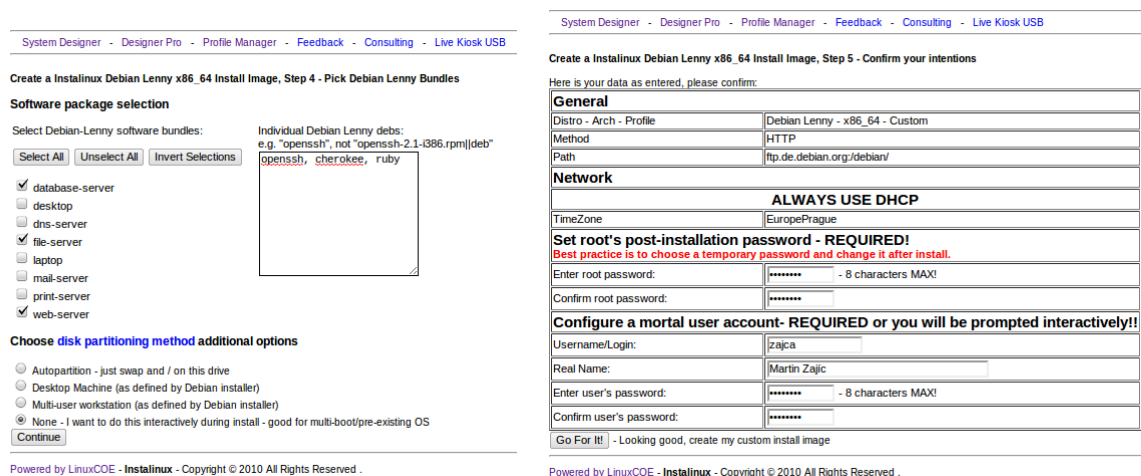 System Designer - Designer Pro - Profile Manager - Feedback - Consulting - Live Kiosk USB
Create a Instalinux Debian Lenny x86_64 Install Image, Step 4 - Pick Debian Lenny Bundles
Software package selection
Select Debian-Lenny software bundles:
Select All Unselect All Invert Selections
database-server
desktop
dns-server
file-server
laptop
mail-server
print-server
web-server
Individual Debian Lenny debs:
e.g. "openssh", not "openssh-2.1-i386.rpm||deb"
openssh, cherokee, ruby
Choose disk partitioning method additional options
Autopartition - just swap and / on this drive
Desktop Machine (as defined by Debian installer)
Multi-user workstation (as defined by Debian installer)
None - I want to do this interactively during install - good for multi-boot/pre-existing OS
Continue
Powered by LinuxCOE - Instalinux - Copyright © 2010 All Rights Reserved .
System Designer - Designer Pro - Profile Manager - Feedback - Consulting - Live Kiosk USB
Create a Instalinux Debian Lenny x86_64 Install Image, Step 5 - Confirm your intentions
Here is your data as entered, please confirm:
General
Distro - Arch - Profile Debian Lenny - x86_64 - Custom
Method HTTP
Path ftp.de.debian.org:/debian/
Network
ALWAYS USE DHCP
TimeZone EuropePrague
Set root's post-installation password - REQUIRED!
Best practice is to choose a temporary password and change it after install.
Enter root password: •••••••• - 8 characters MAX!
Confirm root password: ••••••••
Configure a mortal user account- REQUIRED or you will be prompted interactively!!
Username/Login: zajca
Real Name: Martin Zajíc
Enter user's password: •••••••• - 8 characters MAX!
Confirm user's password: ••••••••
Go For It! - Looking good, create my custom install image
Powered by LinuxCOE - Instalinux - Copyright © 2010 All Rights Reserved .